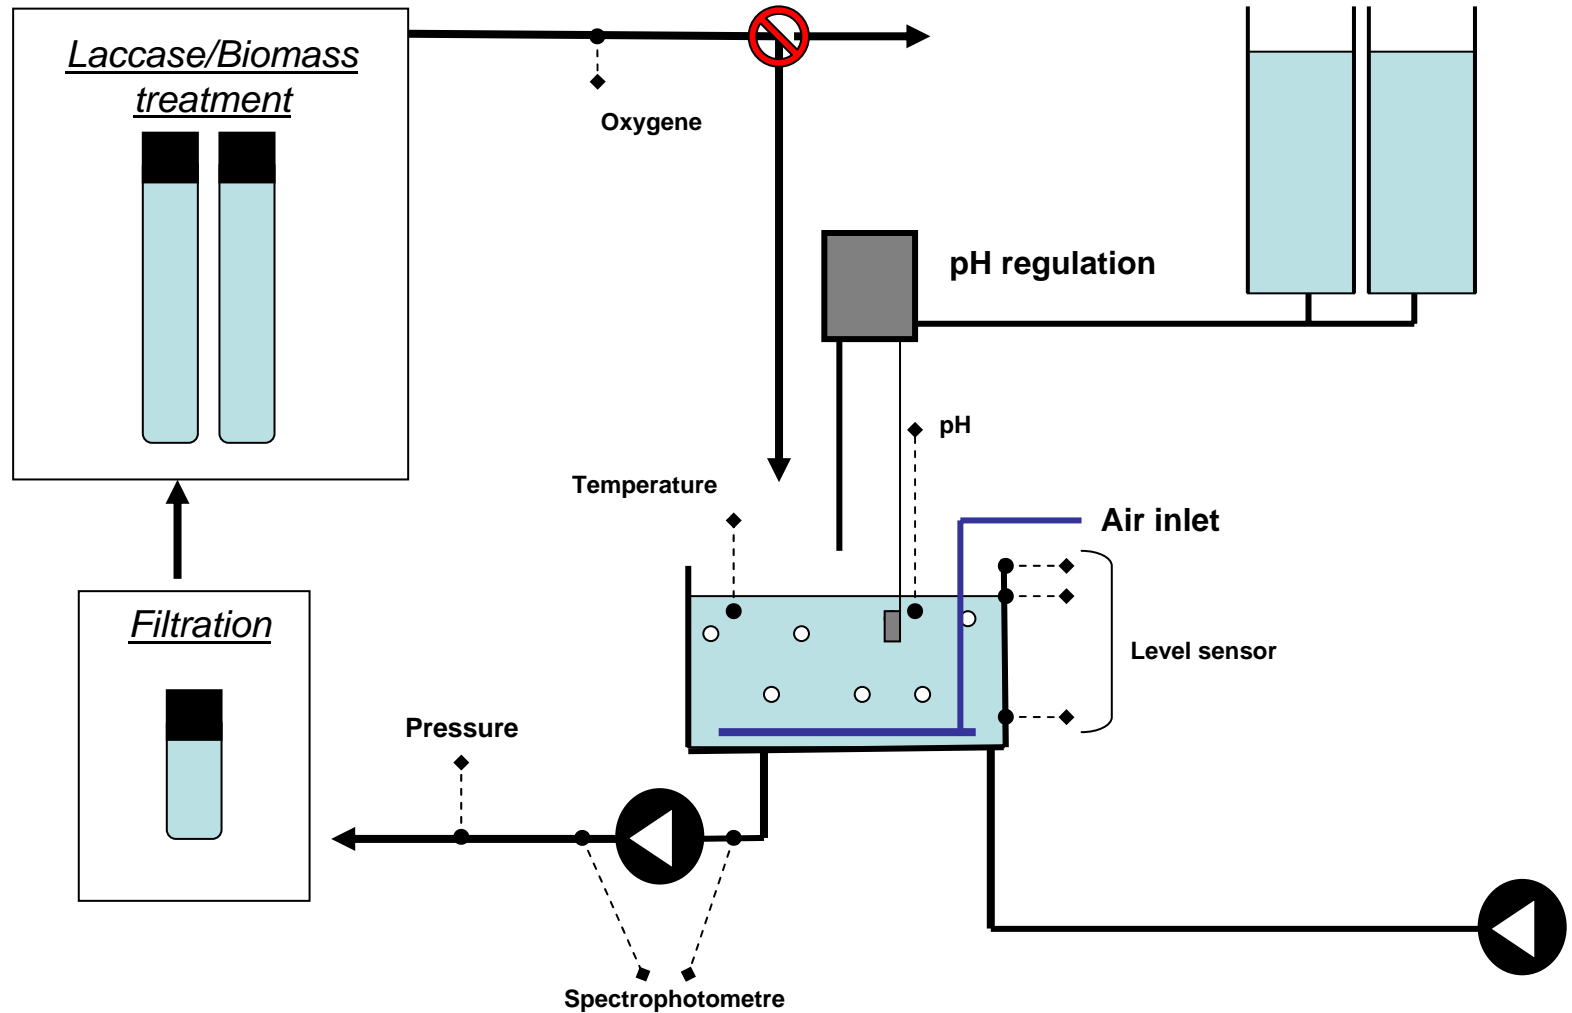 Laccase/Biomass
treatment
Oxygene
pH regulation
pH
Temperature
Air inlet
Filtration
Level sensor
Pressure
Spectrophotometre